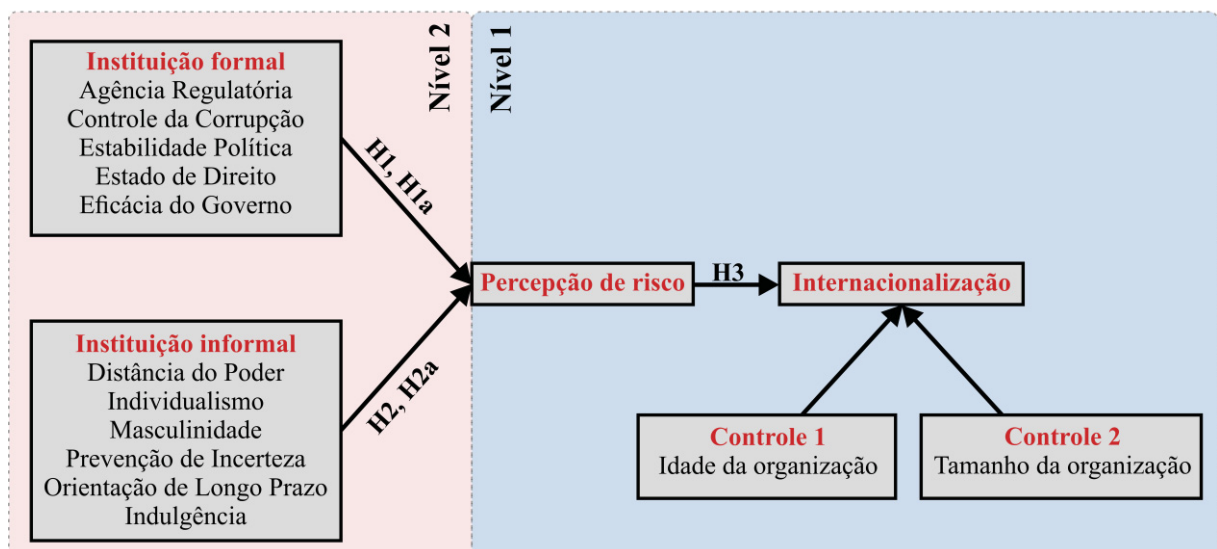 Nível 2
Nível 1
Instituição formal
Agência Regulatória
Controle da Corrupção
Estabilidade Política
Estado de Direito
Eficácia do Governo
H1, H1a
Percepção de risco
H3
Internacionalização
Instituição informal
Distância do Poder
Individualismo
Masculinidade
Prevenção de Incerteza
Orientação de Longo Prazo
Indulgência
H2, H2a
Controle 1
Idade da organização
Controle 2
Tamanho da organização